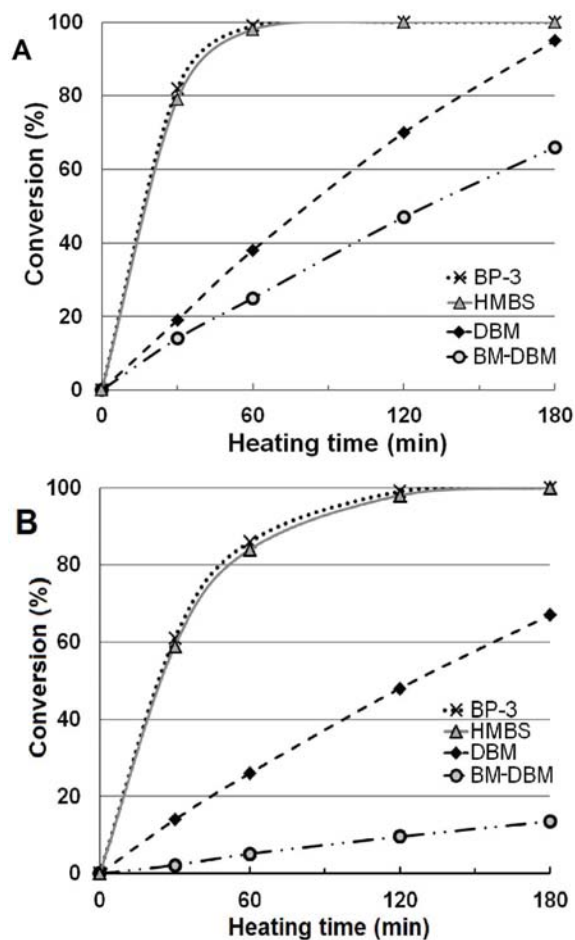 A
Conversion (%)
100
80
60
40
20
0
BP-3
HMBS
DBM
BM-DBM
0 60 120 180
Heating time (min)
B
Conversion (%)
100
80
60
40
20
0
BP-3
HMBS
DBM
BM-DBM
0 60 120 180
Heating time (min)